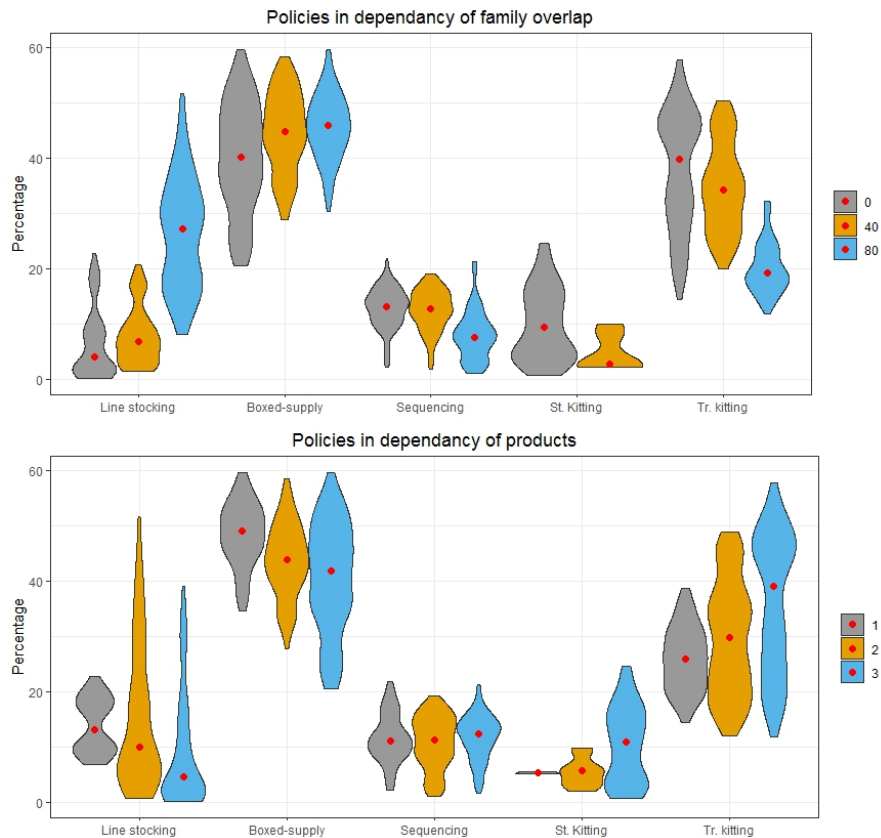 Policies in dependancy of family overlap
60
40
20
0
Percentage
Line stocking Boxed-supply Sequencing St. Kitting Tr. kitting
0
40
80
Policies in dependancy of products
60
40
20
0
Percentage
Line stocking Boxed-supply Sequencing St. Kitting Tr. kitting
1
2
3